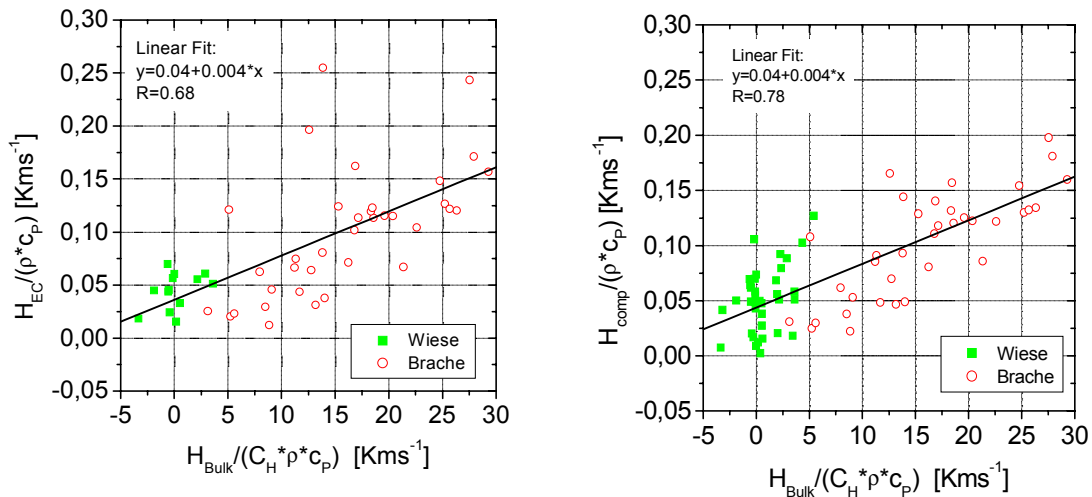 0,30
0,25
0,20
0,15
0,10
0,05
0,00
-0,05
H_EC/(ρ*c_P) [Kms⁻¹]
Linear Fit:
y=0.04+0.004*x
R=0.68
Wiese
Brache
-5 0 5 10 15 20 25 30
H_Bulk/(C_H*ρ*c_P) [Kms⁻¹]
0,30
0,25
0,20
0,15
0,10
0,05
0,00
-0,05
H_comp/(ρ*c_P) [Kms⁻¹]
Linear Fit:
y=0.04+0.004*x
R=0.78
Wiese
Brache
-5 0 5 10 15 20 25 30
H_Bulk/(C_H*ρ*c_P) [Kms⁻¹]